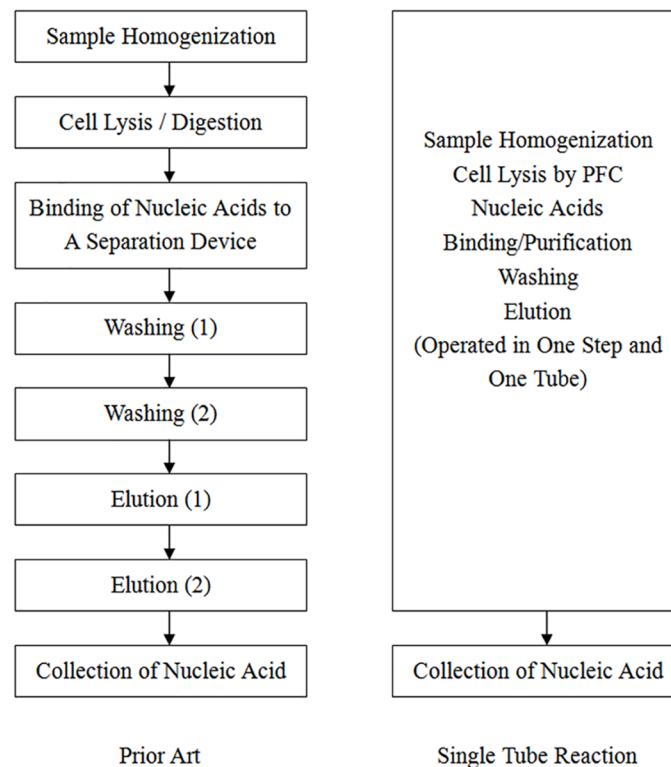 Sample Homogenization
Cell Lysis / Digestion
Binding of Nucleic Acids to
A Separation Device
Washing (1)
Washing (2)
Elution (1)
Elution (2)
Collection of Nucleic Acid
Prior Art
Sample Homogenization
Cell Lysis by PFC
Nucleic Acids
Binding/Purification
Washing
Elution
(Operated in One Step and
One Tube)
Collection of Nucleic Acid
Single Tube Reaction